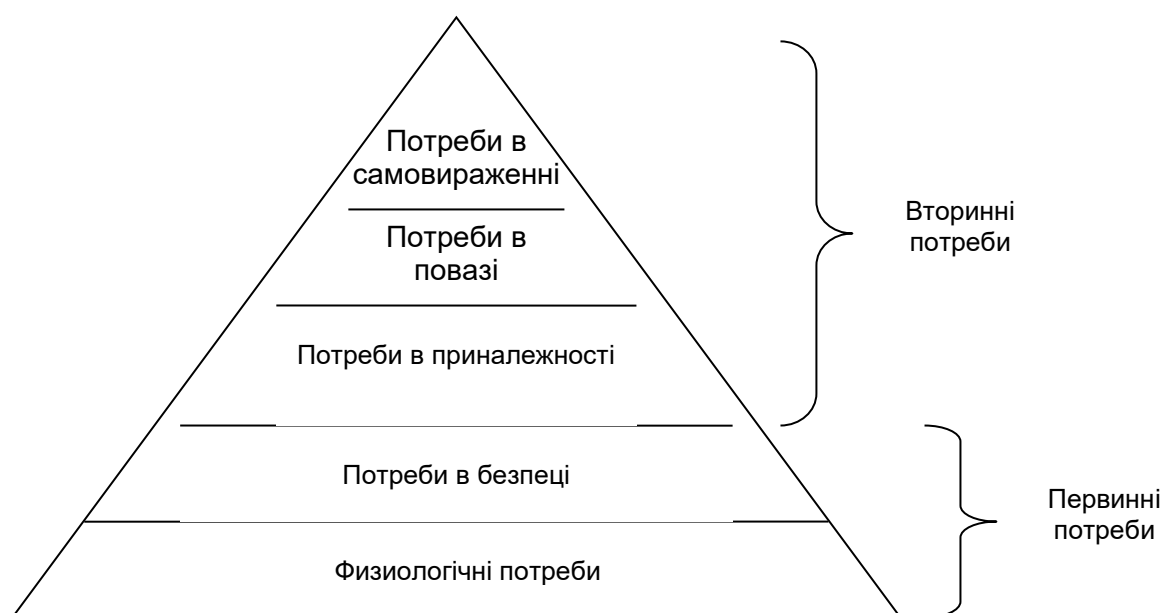 Потреби в
самовираженні
Потреби в
повазі
Потреби в приналежності
Потреби в безпеці
Физиологічні потреби
Вторинні
потреби
Первинні
потреби